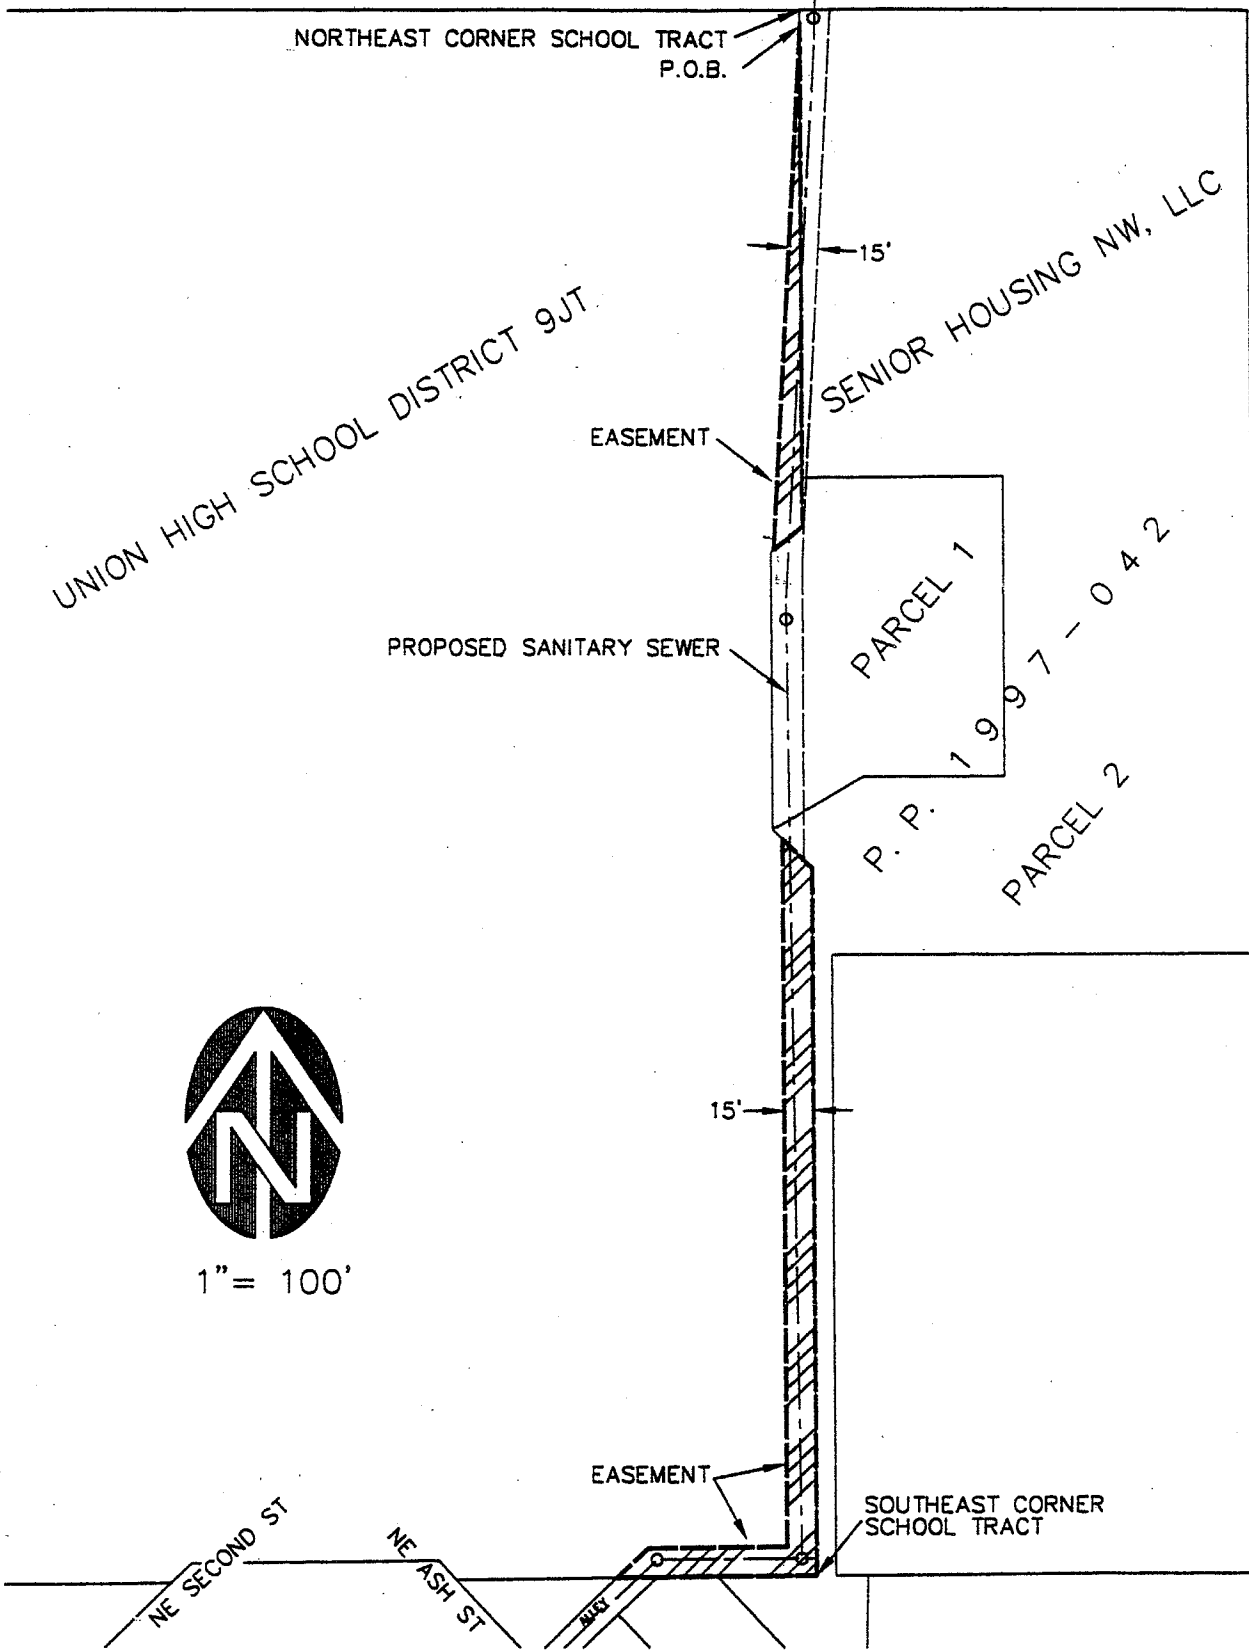 NORTHEAST CORNER SCHOOL TRACT
P.O.B.
15'
SENIOR HOUSING NW, LLC
UNION HIGH SCHOOL DISTRICT 9JT.
EASEMENT
PARCEL 1
PROPOSED SANITARY SEWER
P. P. 1997-042
PARCEL 2
15'
N
1"= 100'
EASEMENT
SOUTHEAST CORNER
SCHOOL TRACT
NE SECOND ST
NE ASH ST
ALLEY